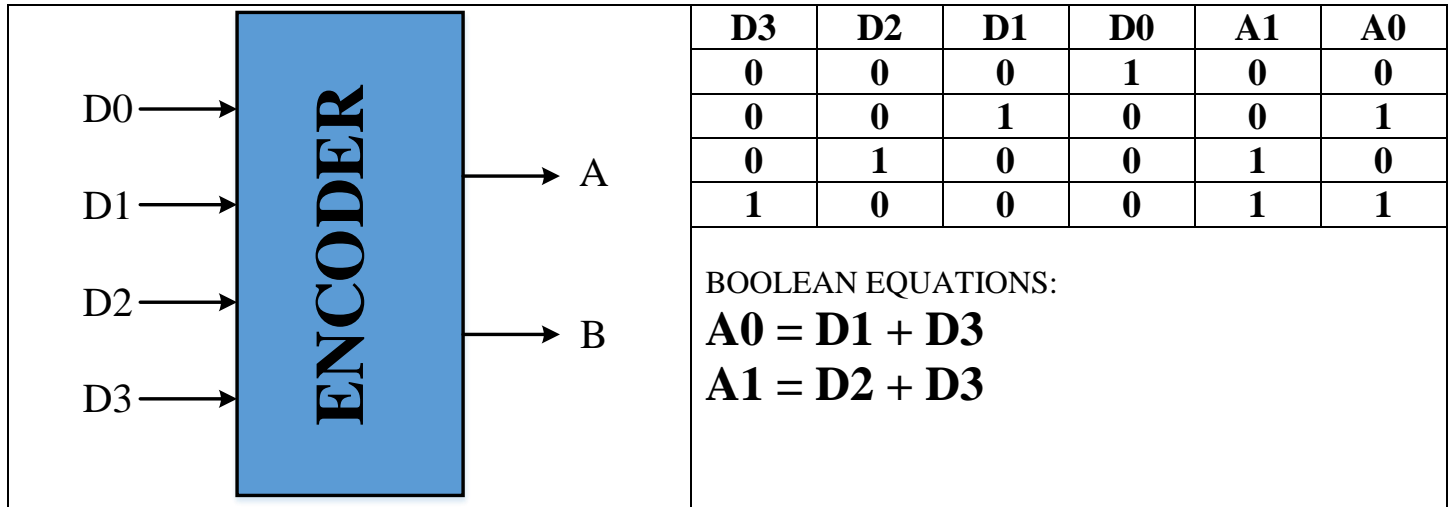 D0
D1
D2
D3
ENCODER
A
B
D3 D2 D1 D0 A1 A0
0 0 0 1 0 0
0 0 1 0 0 1
0 1 0 0 1 0
1 0 0 0 1 1
BOOLEAN EQUATIONS:
A0 = D1 + D3
A1 = D2 + D3